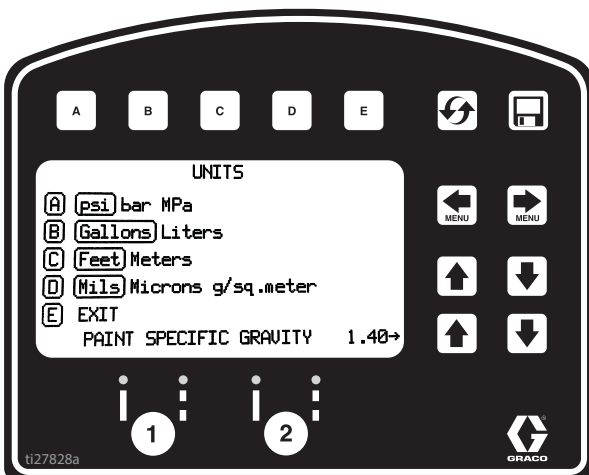 A B C D E
UNITS
A psi bar MPa
MENU MENU
B Gallons Liters
C Feet Meters
D Mils Microns g/sq.meter
E EXIT
PAINT SPECIFIC GRAVITY 1.40→
1 2
ti27828a
GRACO